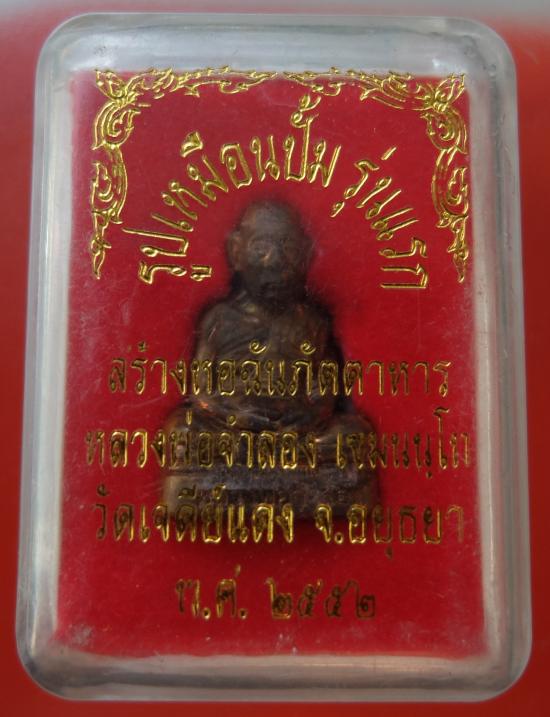 รูปเหมือนปั้ม รุ่นแรก
สร้างหอฉันภัตตาหาร
หลวงพ่อจำลอง เขมนนฺโท
วัดเจดีย์แดง จ.อยุธยา
พ.ศ. ๒๕๕๒